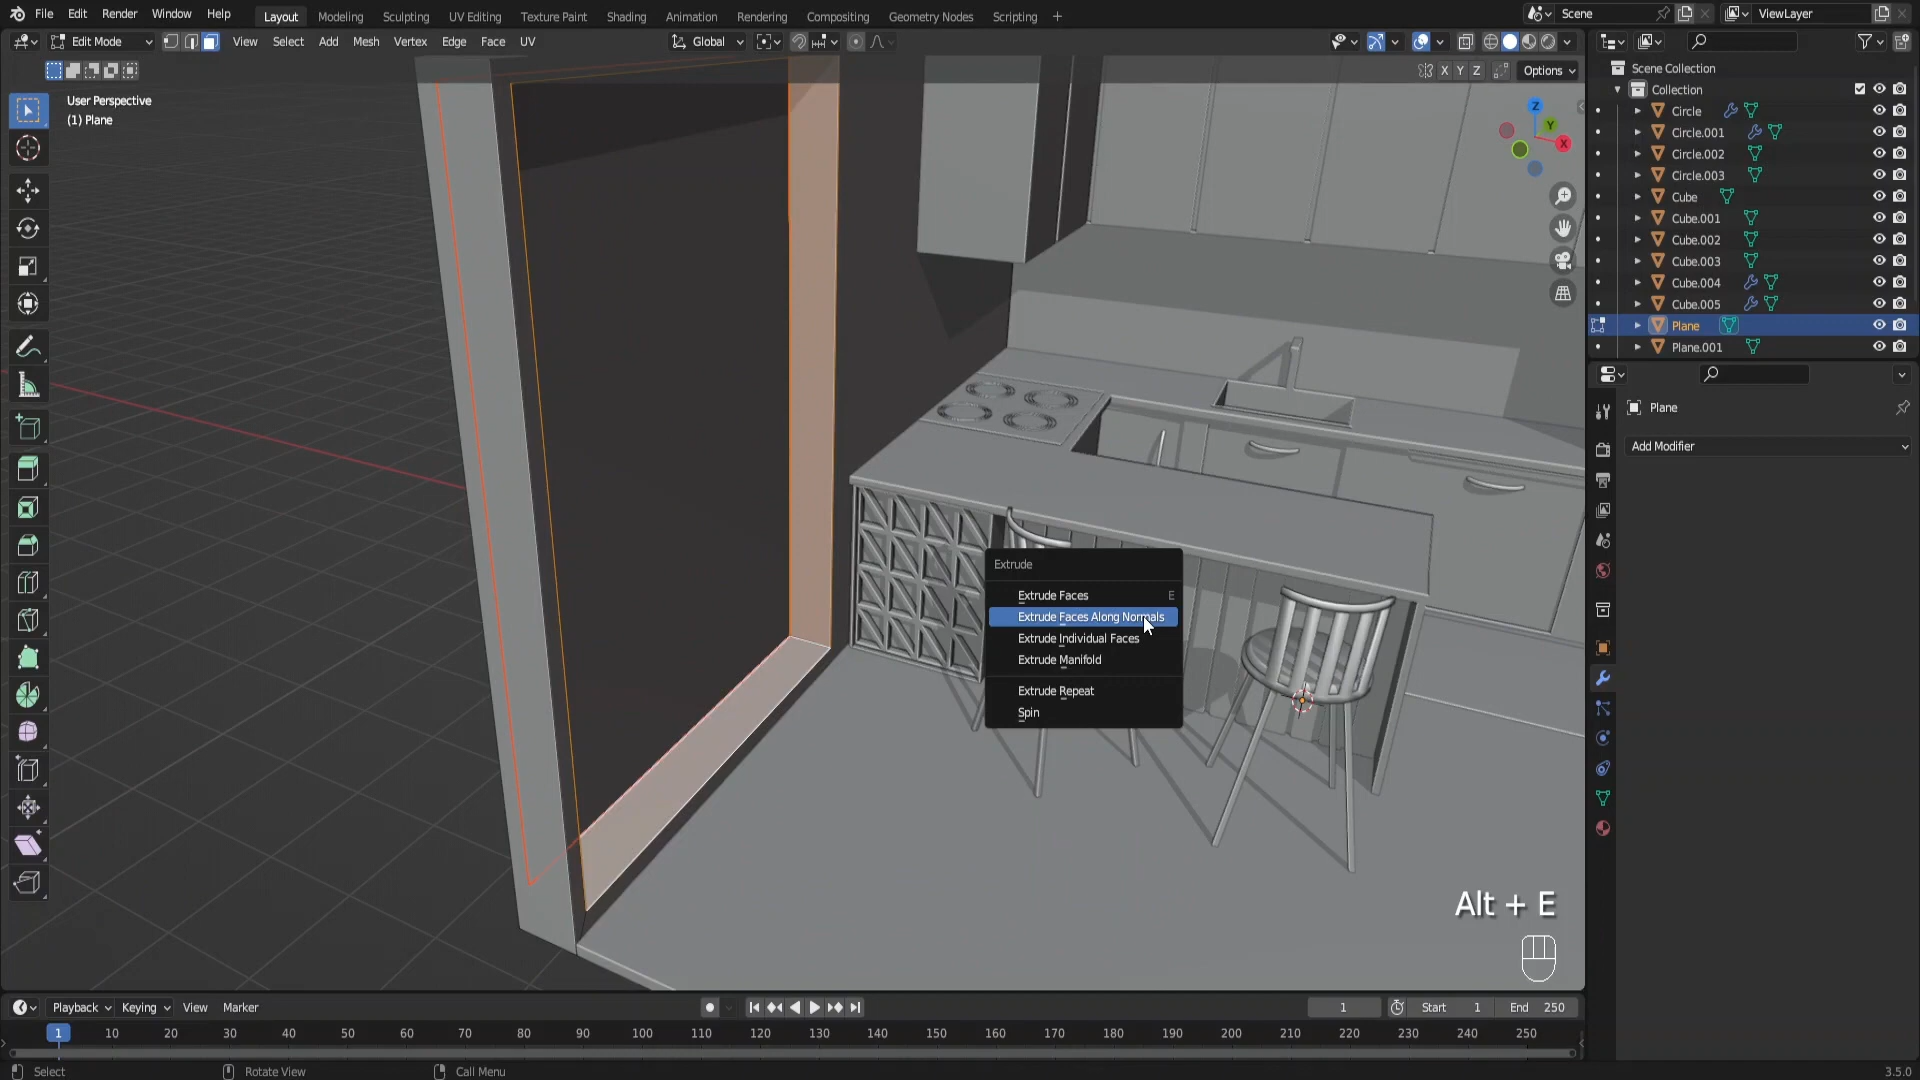 File Edit Render Window Help Layout Modeling Sculpting UV Editing Texture Paint Shading Animation Rendering Compositing Geometry Nodes Scripting + Scene ViewLayer
Edit Mode View Select Add Mesh Vertex Edge Face UV Global
X Y Z Options
User Perspective
(1) Plane
Z
Y
X
Scene Collection
Collection
Circle
Circle.001
Circle.002
Circle.003
Cube
Cube.001
Cube.002
Cube.003
Cube.004
Cube.005
Plane
Plane.001
Plane
Add Modifier
Extrude
Extrude Faces E
Extrude Faces Along Normals
Extrude Individual Faces
Extrude Manifold
Extrude Repeat
Spin
Alt + E
Playback Keying View Marker 1 Start 1 End 250
1 10 20 30 40 50 60 70 80 90 100 110 120 130 140 150 160 170 180 190 200 210 220 230 240 250
Select Rotate View Call Menu 3.5.0